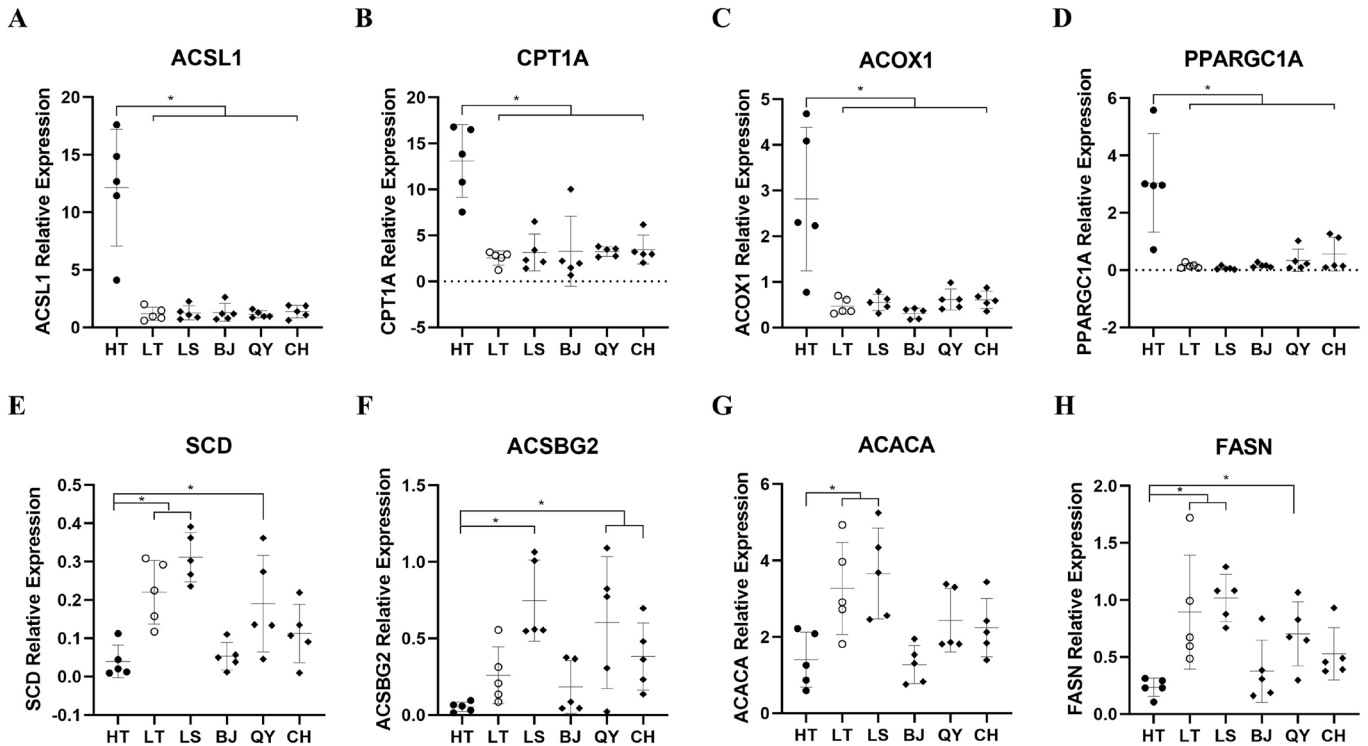 A
ACSL1
ACSL1 Relative Expression
20
15
10
5
0
*
HT LT LS BJ QY CH
B
CPT1A
CPT1A Relative Expression
20
15
10
5
0
-5
*
HT LT LS BJ QY CH
C
ACOX1
ACOX1 Relative Expression
5
4
3
2
1
0
*
HT LT LS BJ QY CH
D
PPARGC1A
PPARGC1A Relative Expression
6
4
2
0
-2
*
HT LT LS BJ QY CH
E
SCD
SCD Relative Expression
0.5
0.4
0.3
0.2
0.1
0.0
-0.1
*
*
HT LT LS BJ QY CH
F
ACSBG2
ACSBG2 Relative Expression
1.5
1.0
0.5
0.0
*
*
HT LT LS BJ QY CH
G
ACACA
ACACA Relative Expression
6
4
2
0
*
HT LT LS BJ QY CH
H
FASN
FASN Relative Expression
2.0
1.5
1.0
0.5
0.0
*
*
HT LT LS BJ QY CH